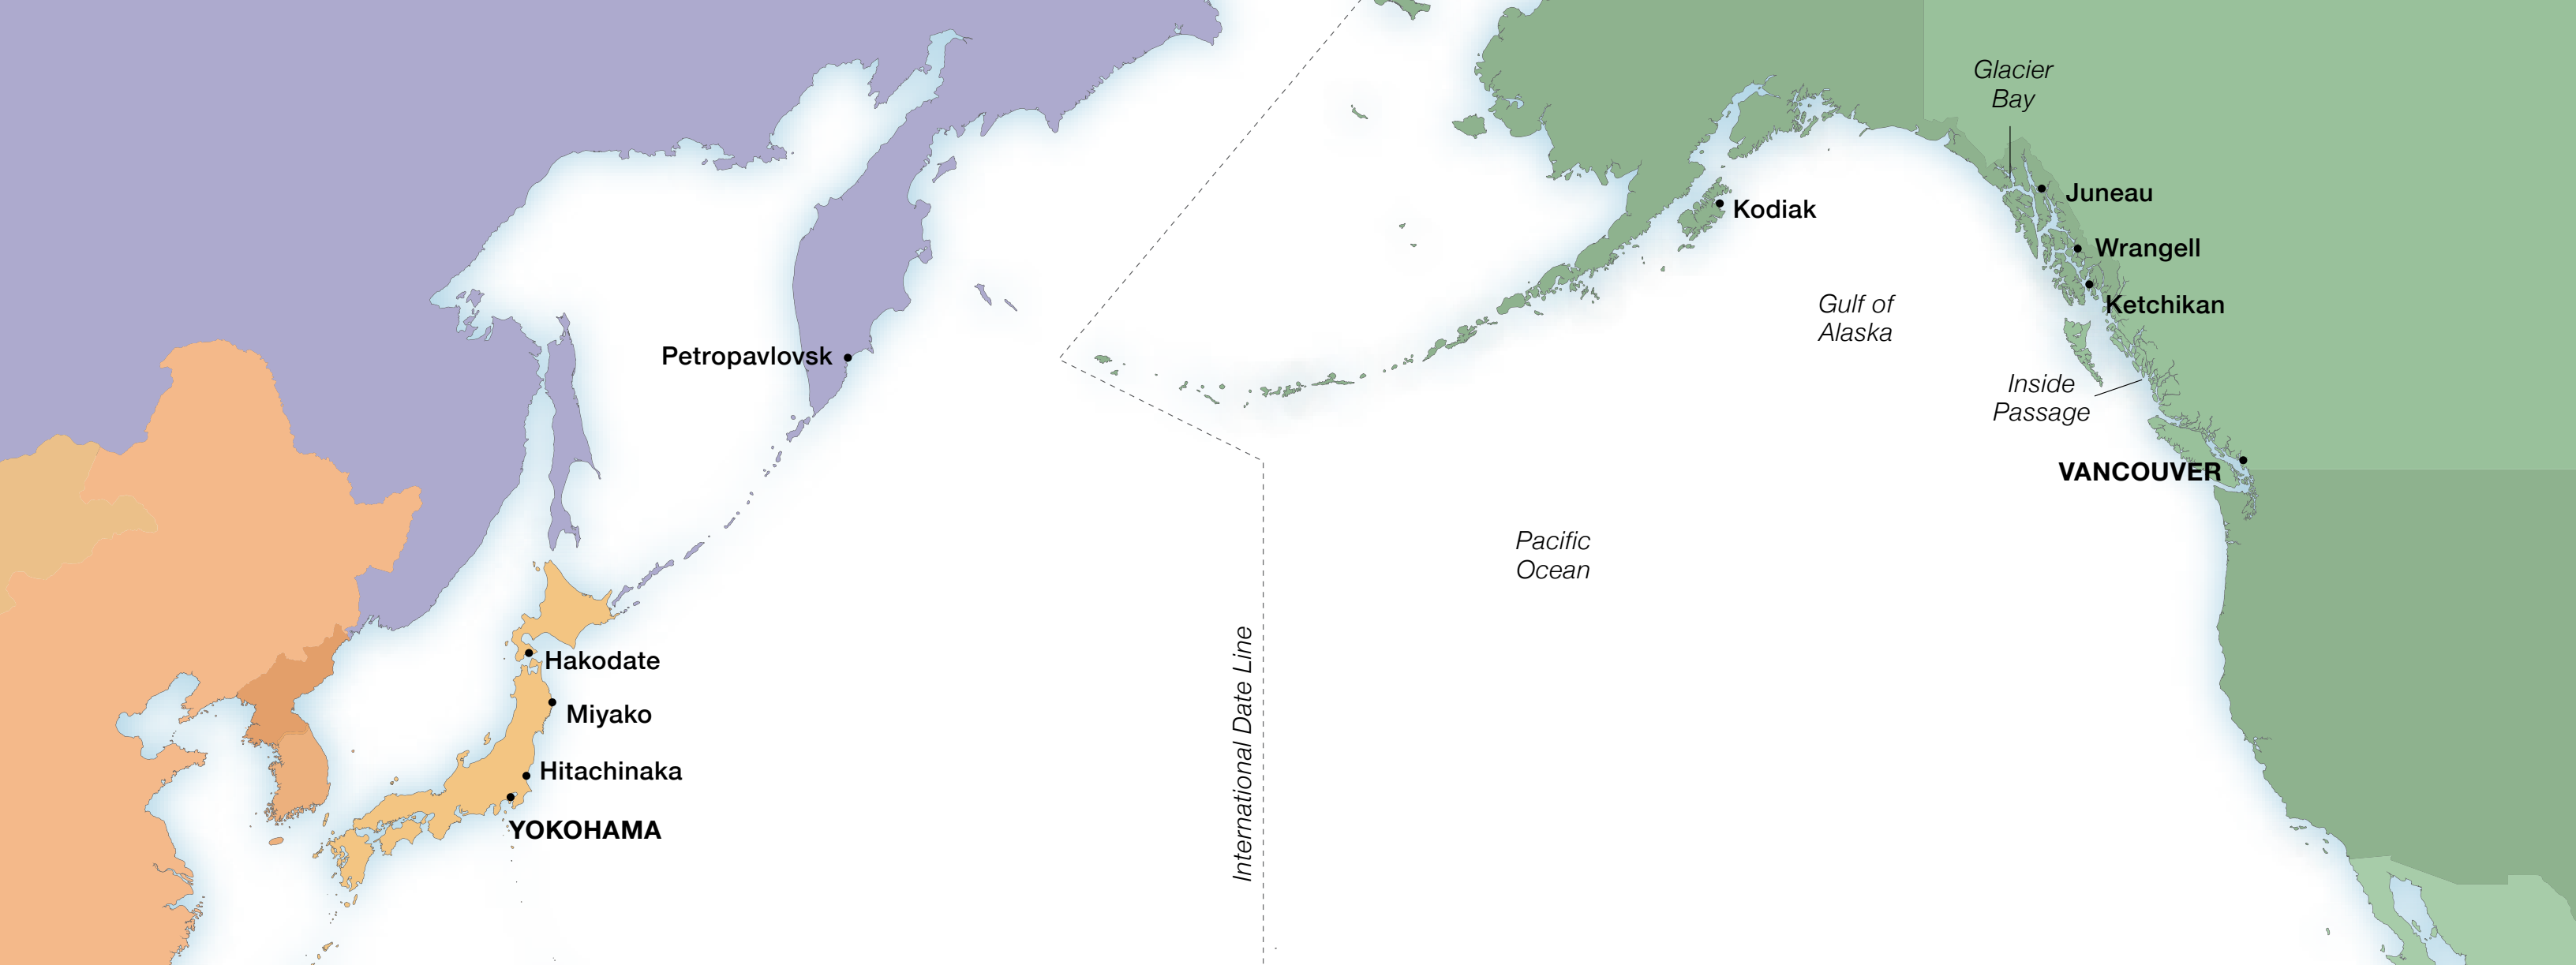 Glacier
Bay
Juneau
Kodiak
Wrangell
Ketchikan
Gulf of
Alaska
Petropavlovsk
Inside
Passage
VANCOUVER
Pacific
Ocean
International Date Line
Hakodate
Miyako
Hitachinaka
YOKOHAMA